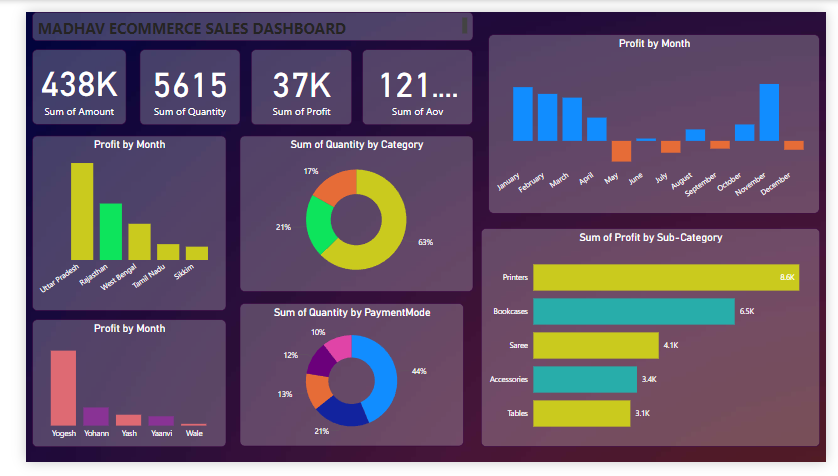 MADHAV ECOMMERCE SALES DASHBOARD
438K
Sum of Amount
5615
Sum of Quantity
37K
Sum of Profit
121....
Sum of Aov
Profit by Month
January
February
March
April
May
June
July
August
September
October
November
December
Profit by Month
Uttar Pradesh
Rajasthan
West Bengal
Tamil Nadu
Sikkim
Sum of Quantity by Category
17%
21%
63%
Sum of Profit by Sub-Category
Printers
8.6K
Bookcases
6.5K
Saree
4.1K
Accessories
3.4K
Tables
3.1K
Profit by Month
Yogesh
Yohann
Yash
Yaanvi
Wale
Sum of Quantity by PaymentMode
10%
12%
13%
21%
44%